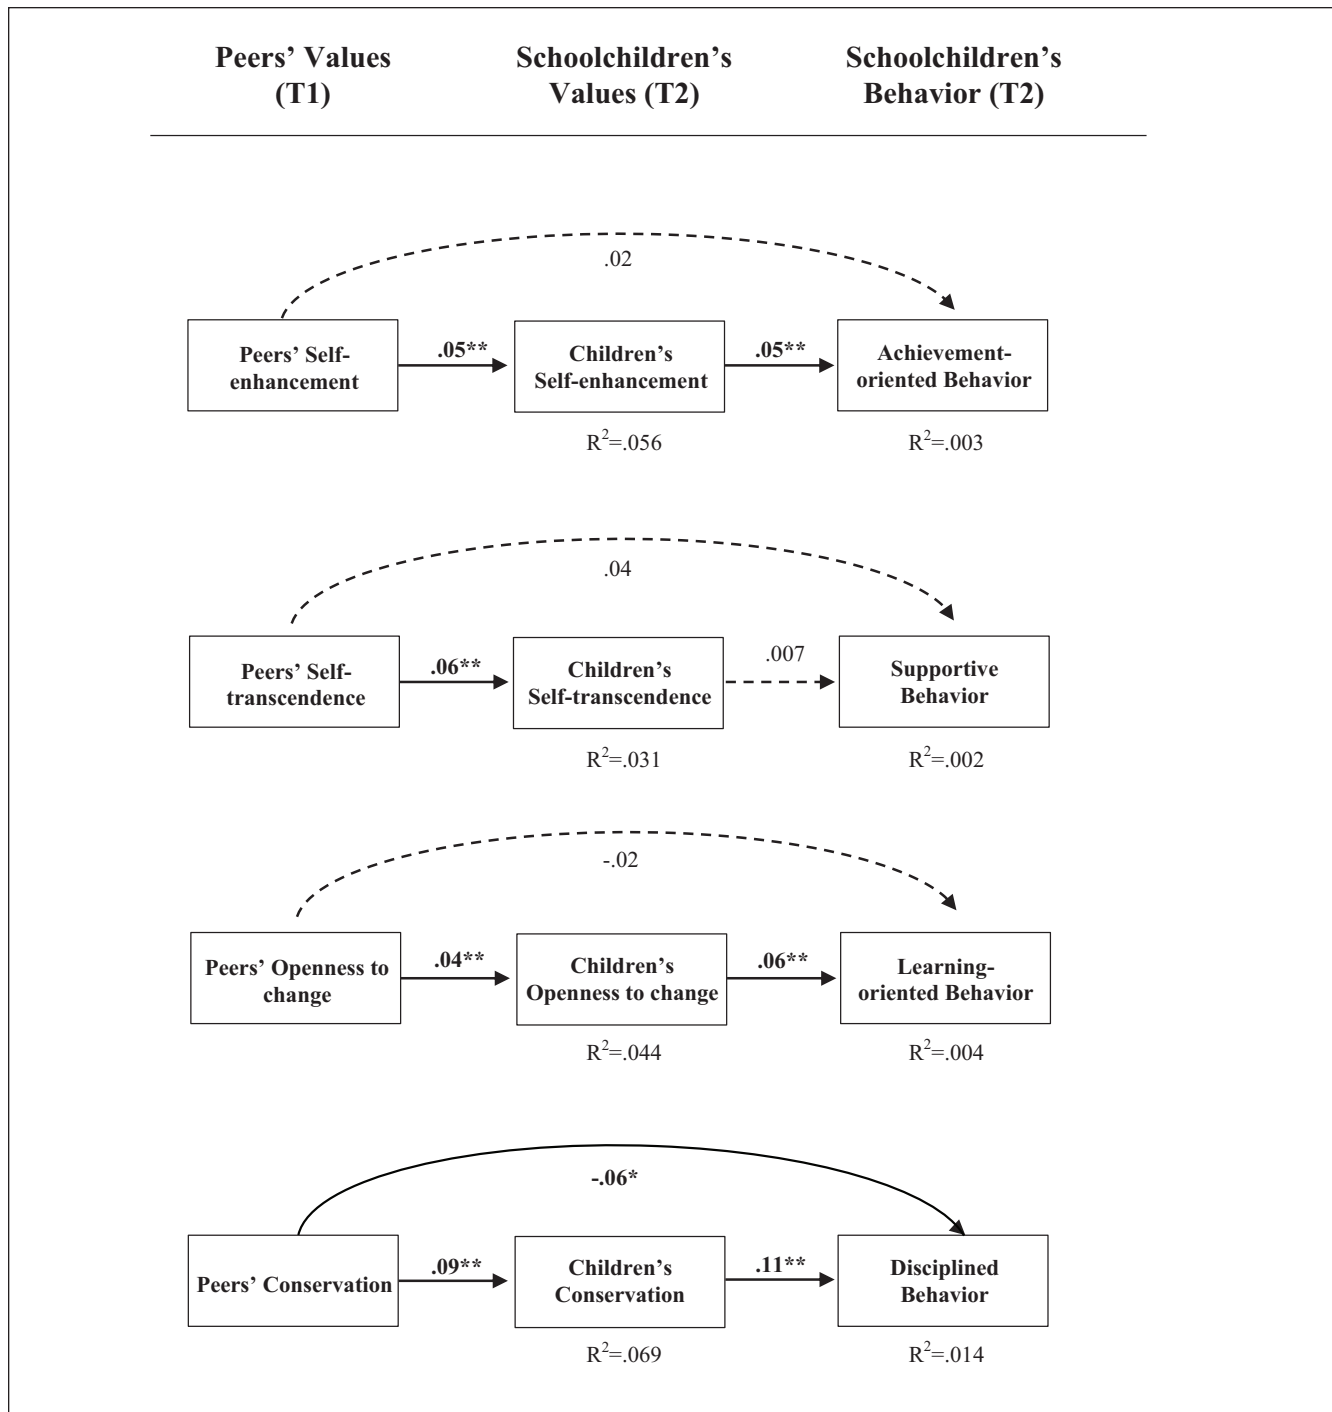 Peers’ Values
(T1)
Schoolchildren’s
Values (T2)
Schoolchildren’s
Behavior (T2)
.02
Peers’ Self-
enhancement
.05**
Children’s
Self-enhancement
.05**
Achievement-
oriented Behavior
R²=.056
R²=.003
.04
Peers’ Self-
transcendence
.06**
Children’s
Self-transcendence
.007
Supportive
Behavior
R²=.031
R²=.002
-.02
Peers’ Openness to
change
.04**
Children’s
Openness to change
.06**
Learning-
oriented Behavior
R²=.044
R²=.004
-.06*
Peers’ Conservation
.09**
Children’s
Conservation
.11**
Disciplined
Behavior
R²=.069
R²=.014